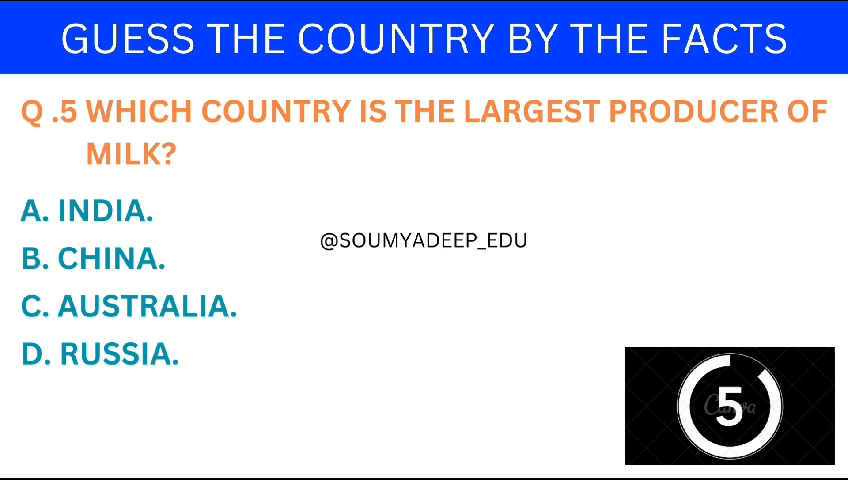 GUESS THE COUNTRY BY THE FACTS
Q .5 WHICH COUNTRY IS THE LARGEST PRODUCER OF
MILK?
A. INDIA.
@SOUMYADEEP_EDU
B. CHINA.
C. AUSTRALIA.
D. RUSSIA.
5
Canva